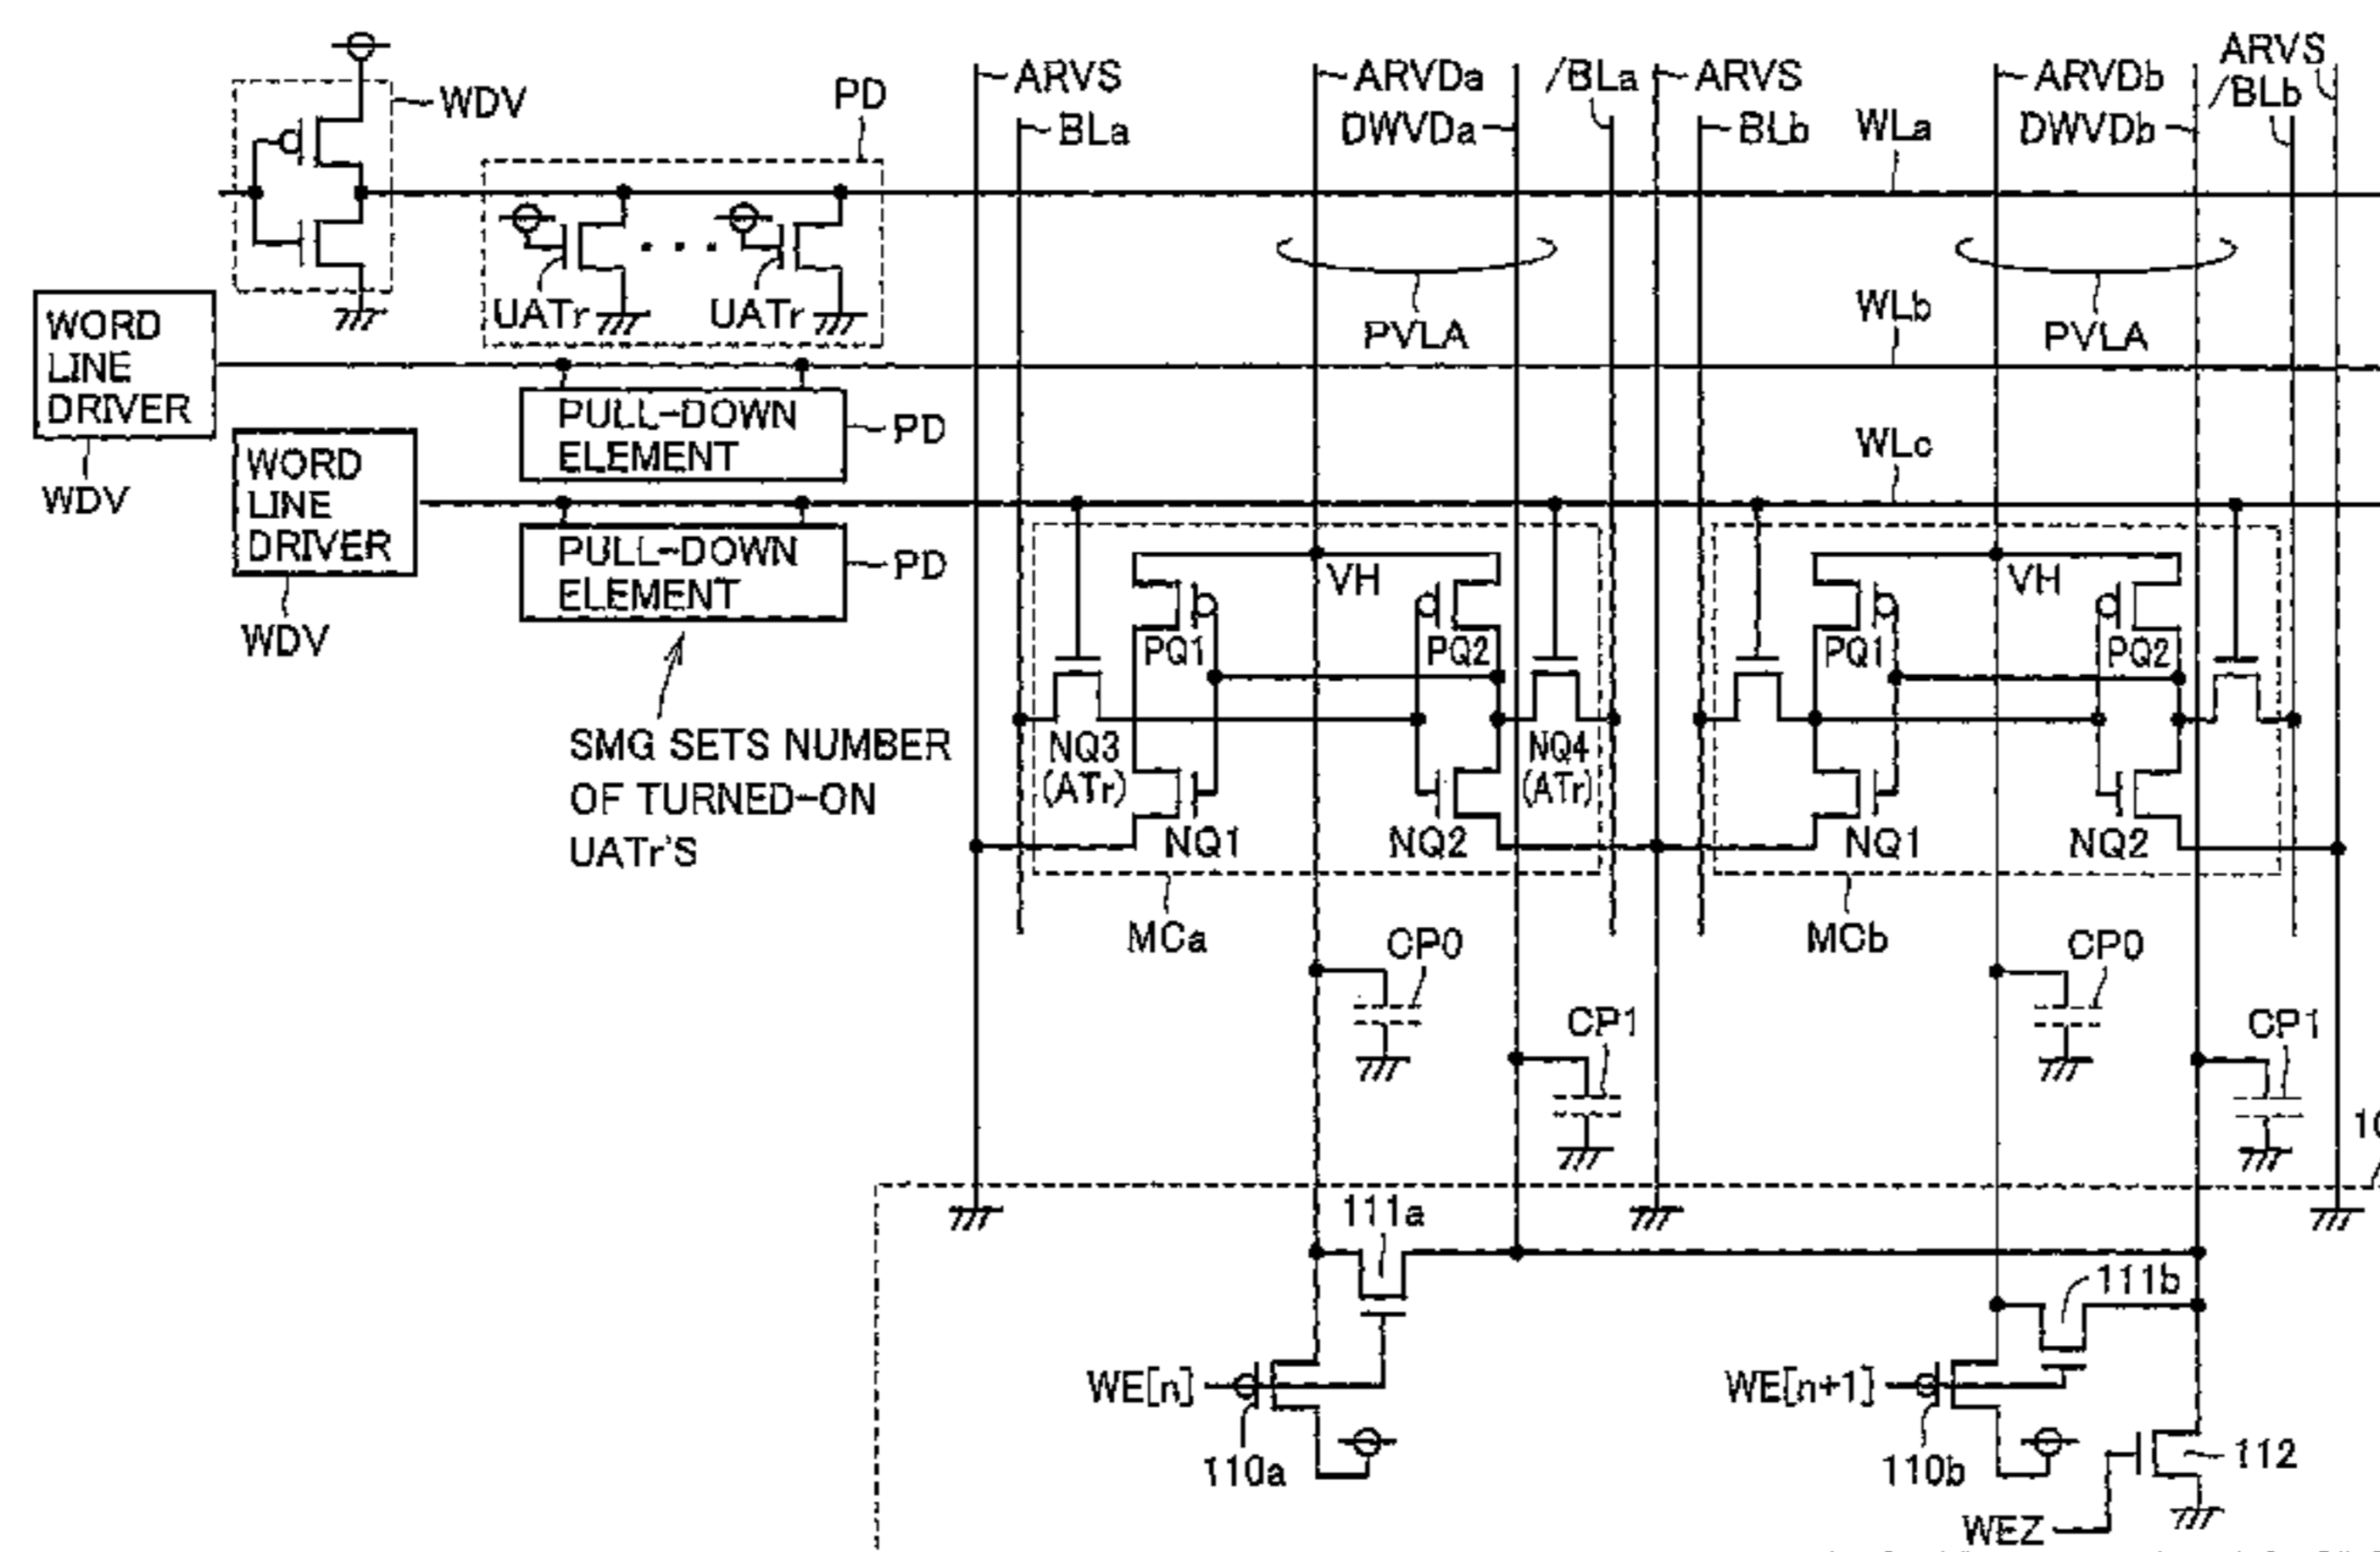 ARVS
ARVS
ARVDa
/BLa
ARVS
ARVDb
/BLb
WDV
PD
BLa
DWVDa
BLb
WLa
DWVDb
UATr
UATr
PVLA
WLb
PVLA
WORD
LINE
DRIVER
WDV
PULL-DOWN
ELEMENT
PD
WLc
WORD
LINE
DRIVER
WDV
PULL-DOWN
ELEMENT
PD
VH
VH
PQ1
PQ2
PQ1
PQ2
SMG SETS NUMBER
OF TURNED-ON
UATr'S
NQ3
(ATr)
NQ4
(ATr)
NQ1
NQ2
NQ1
NQ2
MCa
CP0
MCb
CP0
CP1
CP1
111a
111b
WE[n]
WE[n+1]
110a
110b
112
WEZ